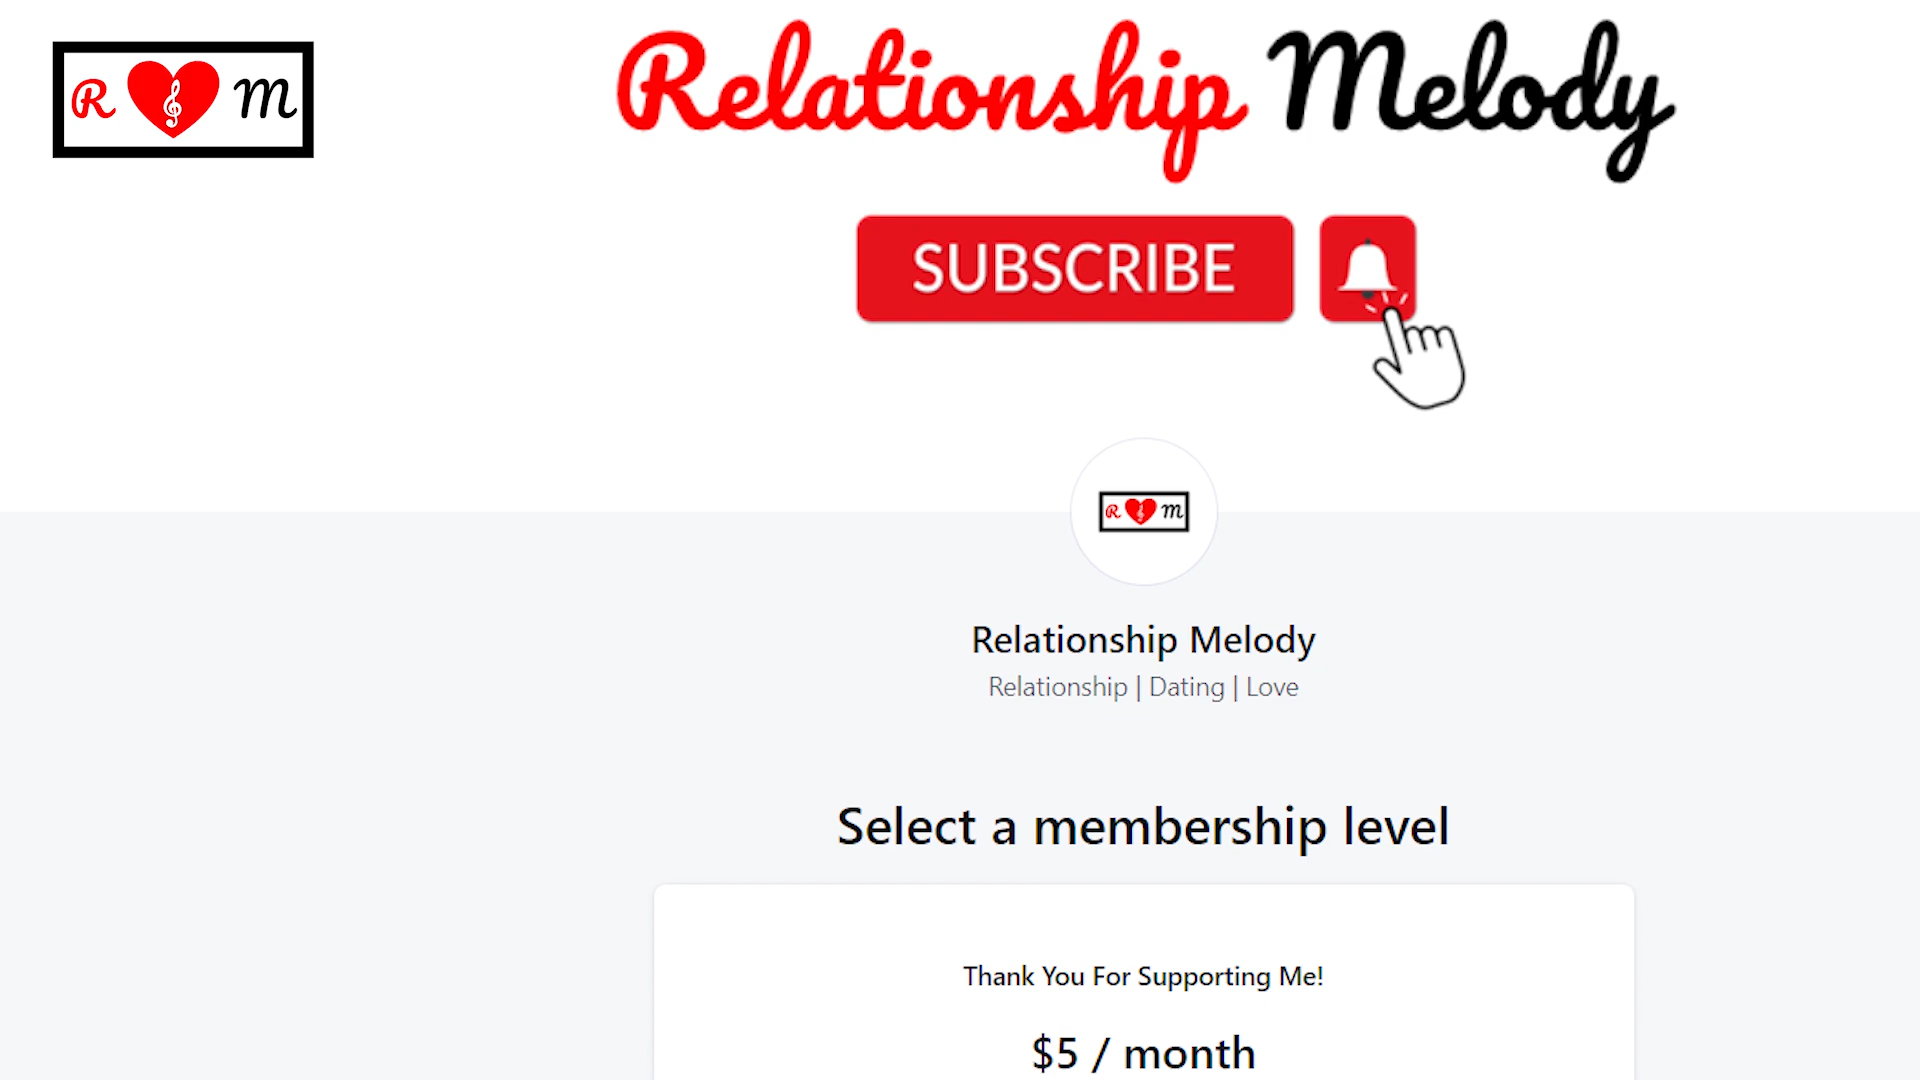 R M
Relationship Melody
SUBSCRIBE
R M
Relationship Melody
Relationship | Dating | Love
Select a membership level
Thank You For Supporting Me!
$5 / month